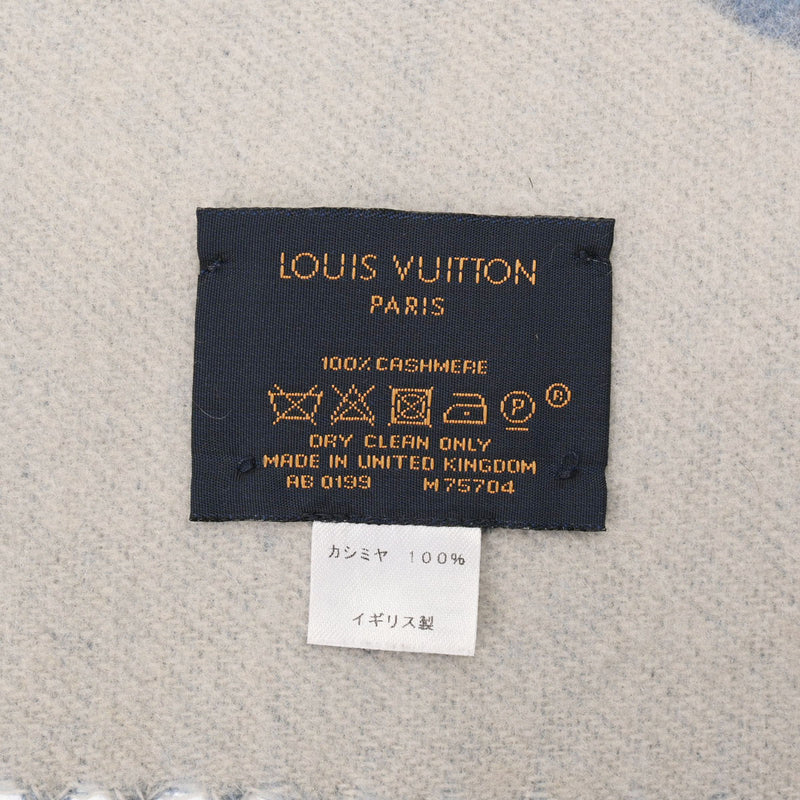 LOUIS VUITTON
PARIS
100% CASHMERE
P ®
DRY CLEAN ONLY
MADE IN UNITED KINGDOM
AB 0199 M75704
カシミヤ 100%
イギリス製